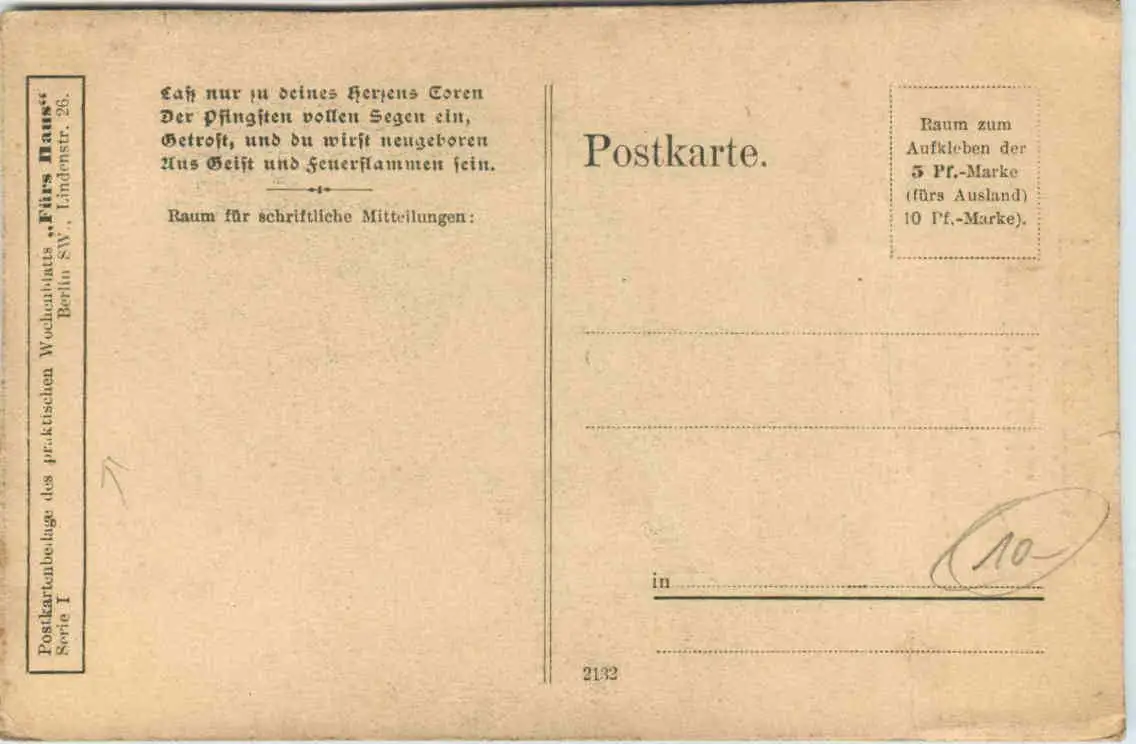 Laß nur zu deines Herzens Toren
Der Pfingsten vollen Segen ein,
Getrost, und du wirst neugeboren
Aus Geist und Feuerflammen sein.
Raum für schriftliche Mitteilungen:
Postkartenbeilage des praktischen Wochenblatts „Fürs Haus“
Serie I Berlin SW., Lindenstr. 26.
Postkarte.
Raum zum
Aufkleben der
5 Pf.-Marke
(fürs Ausland)
10 Pf.-Marke).
10-
in
2132